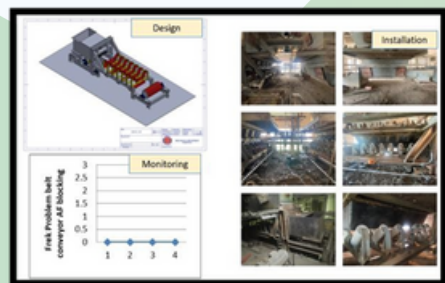 Design
Installation
Monitoring
Frek Problem belt
conveyor AF blocking
3
2.5
2
1.5
1
0.5
0
1 2 3 4